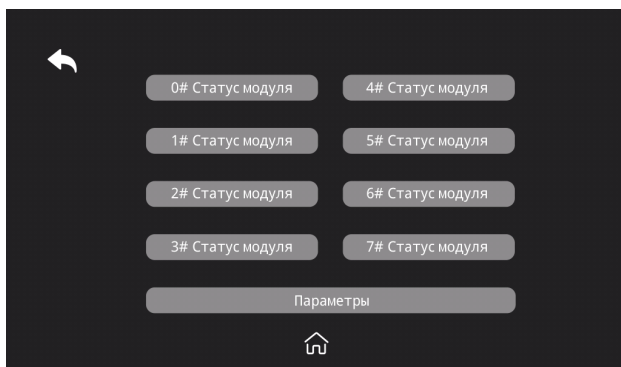 0# Статус модуля
4# Статус модуля
1# Статус модуля
5# Статус модуля
2# Статус модуля
6# Статус модуля
3# Статус модуля
7# Статус модуля
Параметры